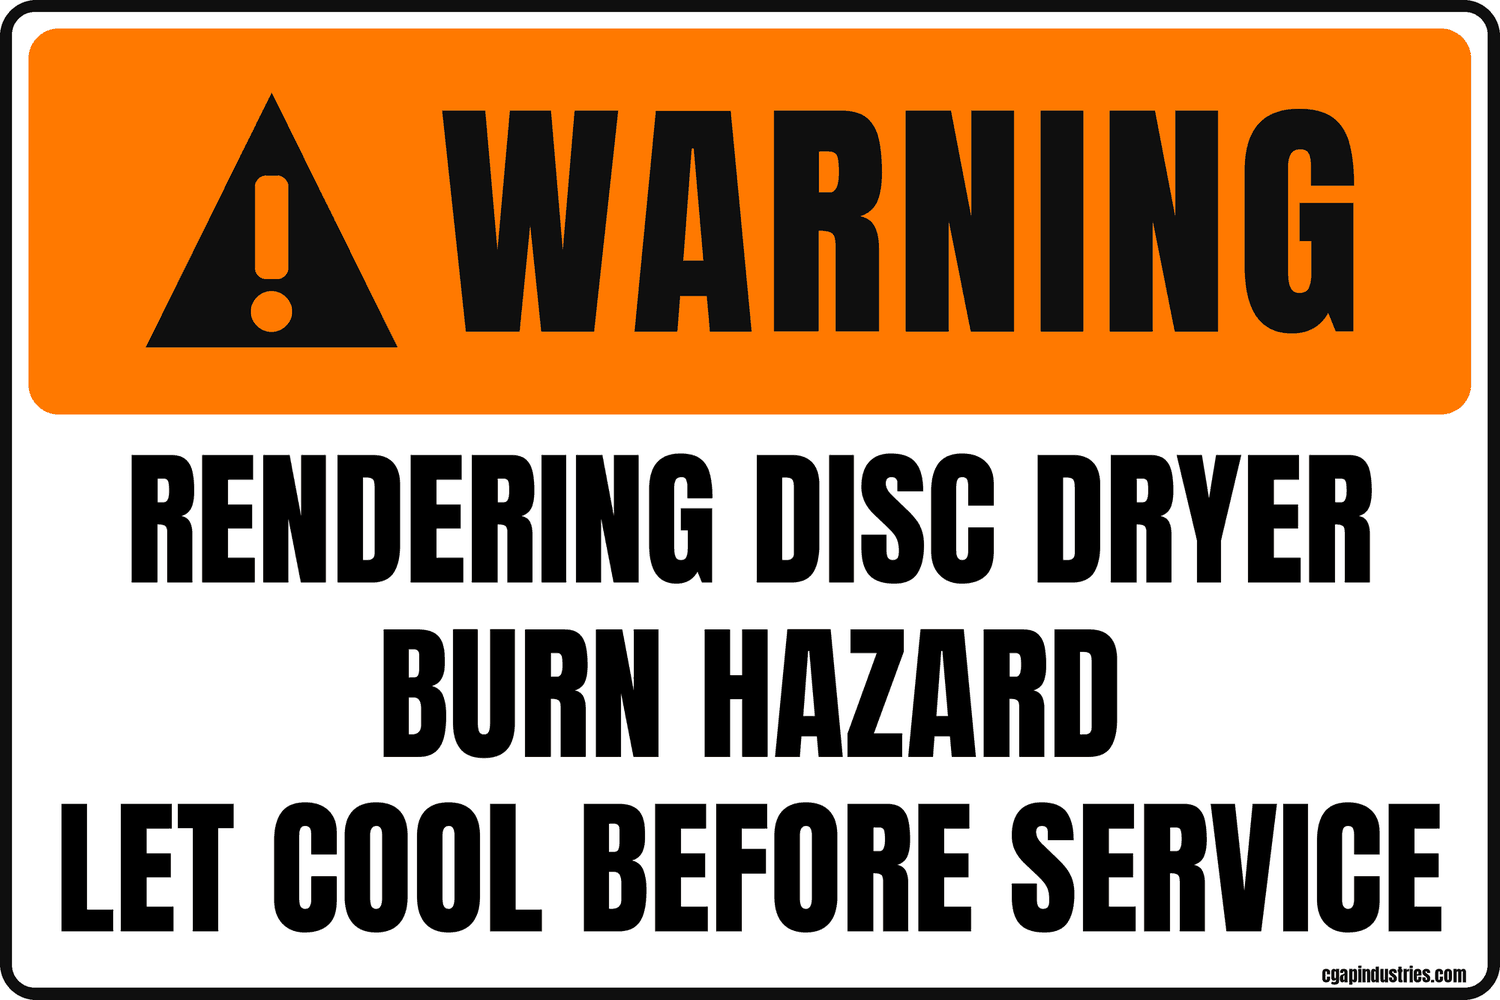 WARNING
RENDERING DISC DRYER
BURN HAZARD
LET COOL BEFORE SERVICE
cgapindustries.com